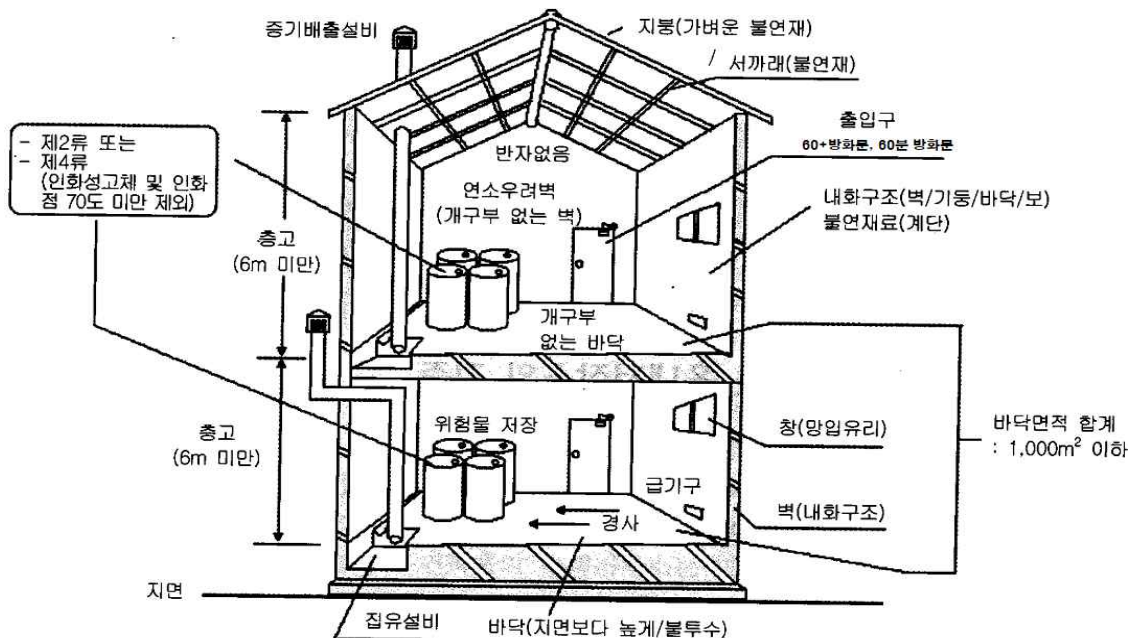 증기배출설비
지붕(가벼운 불연재)
서까래(불연재)
출입구
60+방화문, 60분 방화문
- 제2류 또는
- 제4류
(인화성고체 및 인화
점 70도 미만 제외)
반자없음
연소우려벽
(개구부 없는 벽)
내화구조(벽/기둥/바닥/보)
불연재료(계단)
층고
(6m 미만)
개구부
없는 바닥
위험물 저장
창(망입유리)
바닥면적 합계
: 1,000m² 이하
층고
(6m 미만)
급기구
경사
벽(내화구조)
지면
집유설비
바닥(지면보다 높게/불투수)